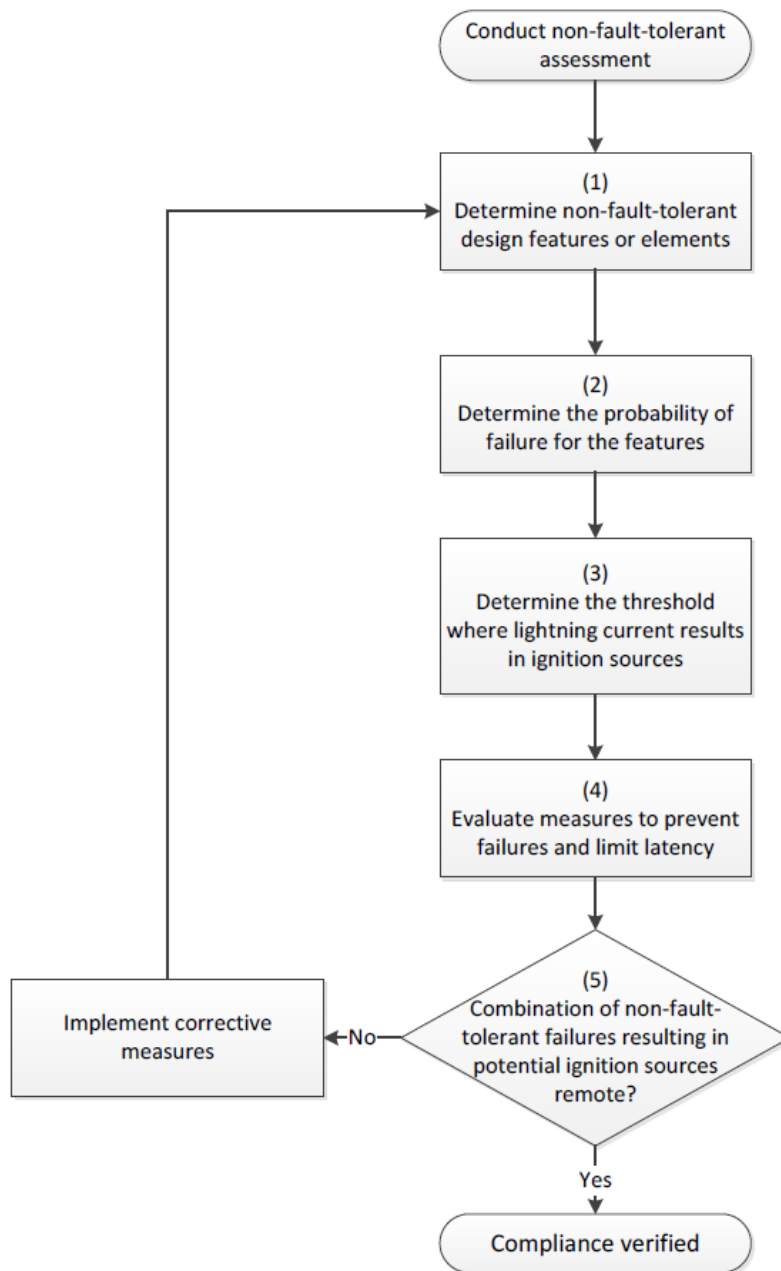 Conduct non-fault-tolerant
assessment
(1)
Determine non-fault-tolerant
design features or elements
(2)
Determine the probability of
failure for the features
(3)
Determine the threshold
where lightning current results
in ignition sources
(4)
Evaluate measures to prevent
failures and limit latency
(5)
Combination of non-fault-
tolerant failures resulting in
potential ignition sources
remote?
No
Implement corrective
measures
Yes
Compliance verified